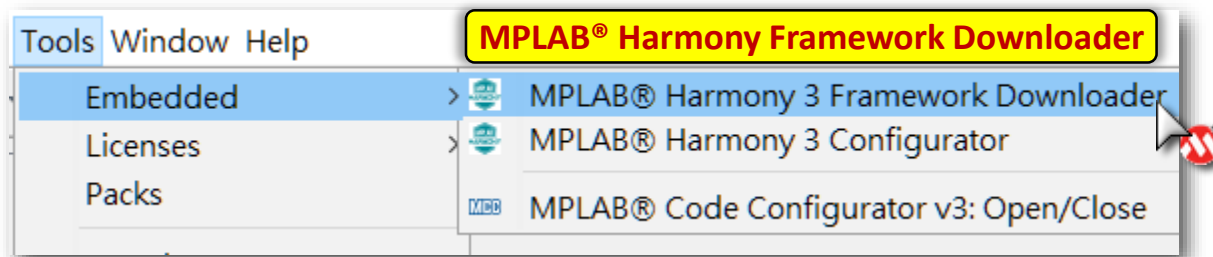 Tools Window Help
MPLAB® Harmony Framework Downloader
Embedded
MPLAB® Harmony 3 Framework Downloader
Licenses
MPLAB® Harmony 3 Configurator
Packs
MCC MPLAB® Code Configurator v3: Open/Close